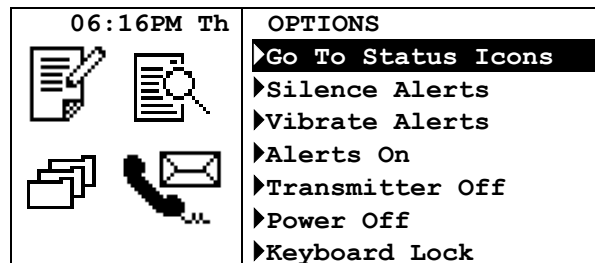 06:16PM Th
OPTIONS
Go To Status Icons
Silence Alerts
Vibrate Alerts
Alerts On
Transmitter Off
Power Off
Keyboard Lock